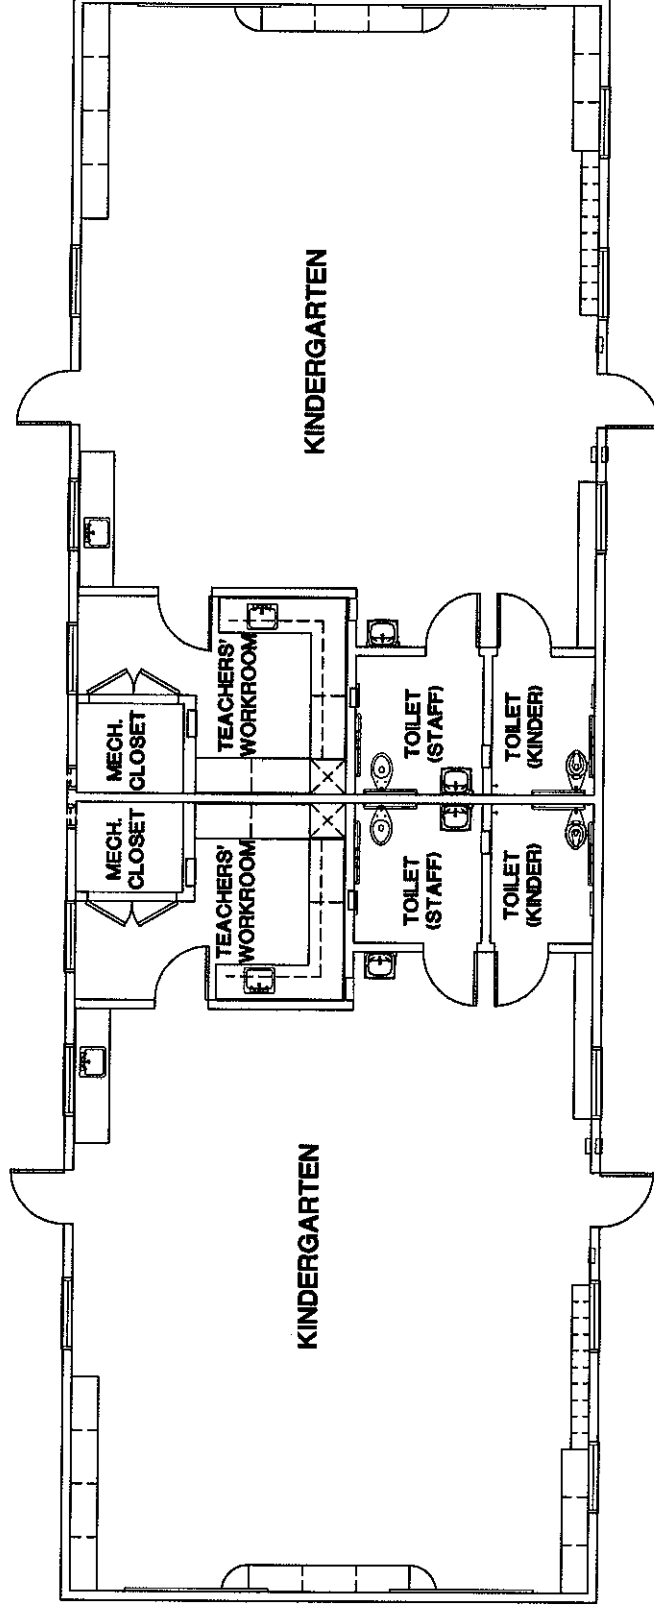 KINDERGARTEN
MECH.
CLOSET
TEACHERS'
WORKROOM
TOILET
(STAFF)
TOILET
(KINDER)
MECH.
CLOSET
TEACHERS'
WORKROOM
TOILET
(STAFF)
TOILET
(KINDER)
KINDERGARTEN